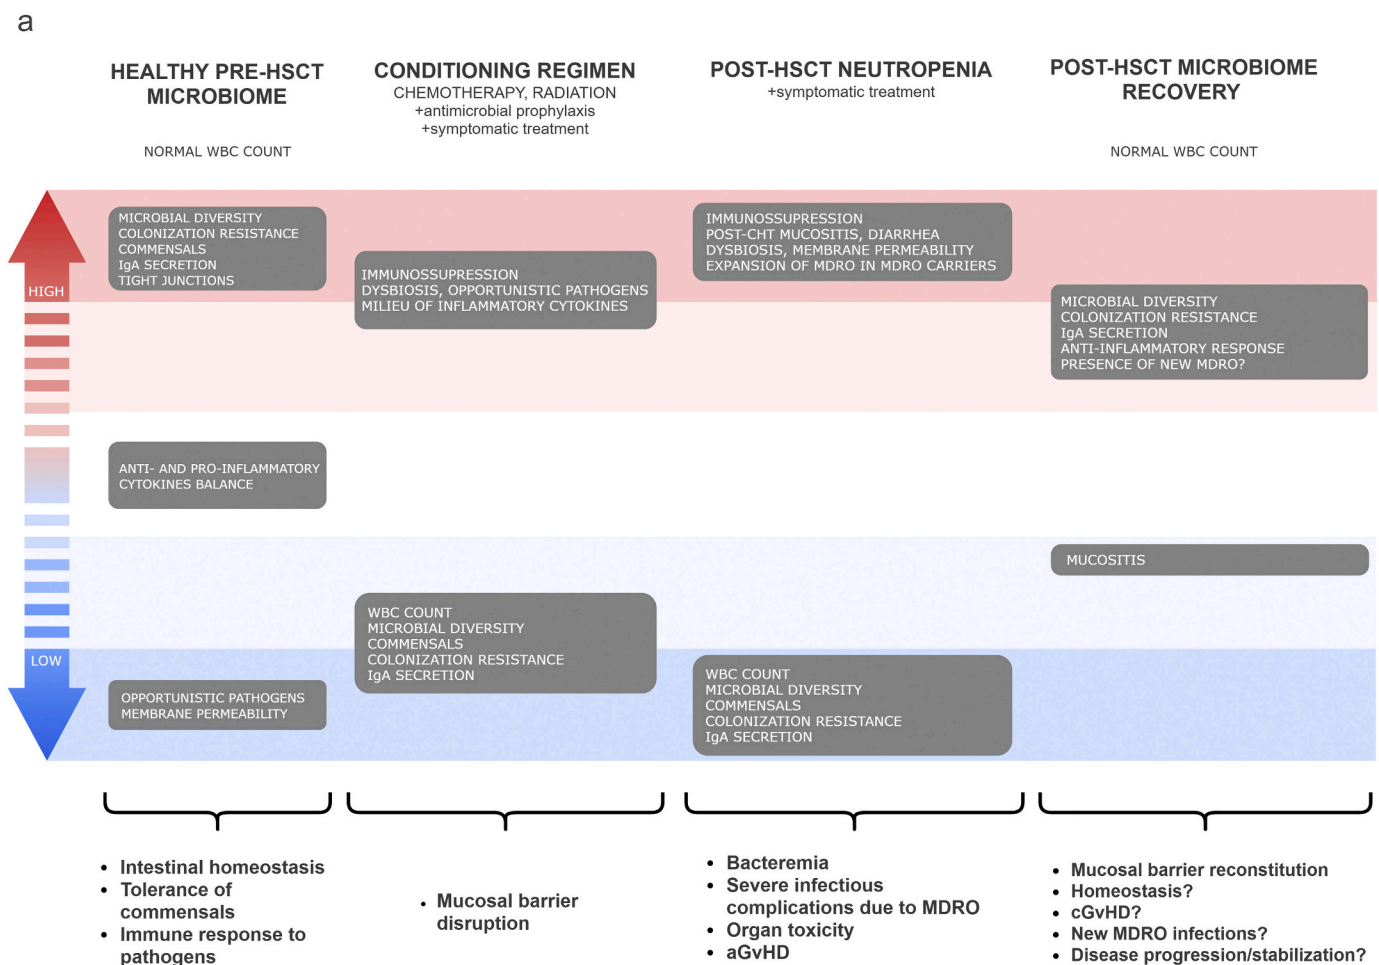 a
HEALTHY PRE-HSCT
MICROBIOME
NORMAL WBC COUNT
CONDITIONING REGIMEN
CHEMOTHERAPY, RADIATION
+antimicrobial prophylaxis
+symptomatic treatment
POST-HSCT NEUTROPENIA
+symptomatic treatment
POST-HSCT MICROBIOME
RECOVERY
NORMAL WBC COUNT
HIGH
LOW
MICROBIAL DIVERSITY
COLONIZATION RESISTANCE
COMMENSALS
IgA SECRETION
TIGHT JUNCTIONS
ANTI- AND PRO-INFLAMMATORY
CYTOKINES BALANCE
OPPORTUNISTIC PATHOGENS
MEMBRANE PERMEABILITY
IMMUNOSSUPRESSION
DYSBIOSIS, OPPORTUNISTIC PATHOGENS
MILIEU OF INFLAMMATORY CYTOKINES
WBC COUNT
MICROBIAL DIVERSITY
COMMENSALS
COLONIZATION RESISTANCE
IgA SECRETION
IMMUNOSSUPRESSION
POST-CHT MUCOSITIS, DIARRHEA
DYSBIOSIS, MEMBRANE PERMEABILITY
EXPANSION OF MDRO IN MDRO CARRIERS
WBC COUNT
MICROBIAL DIVERSITY
COMMENSALS
COLONIZATION RESISTANCE
IgA SECRETION
MICROBIAL DIVERSITY
COLONIZATION RESISTANCE
IgA SECRETION
ANTI-INFLAMMATORY RESPONSE
PRESENCE OF NEW MDRO?
MUCOSITIS
• Intestinal homeostasis
• Tolerance of
commensals
• Immune response to
pathogens
• Mucosal barrier
disruption
• Bacteremia
• Severe infectious
complications due to MDRO
• Organ toxicity
• aGvHD
• Mucosal barrier reconstitution
• Homeostasis?
• cGvHD?
• New MDRO infections?
• Disease progression/stabilization?